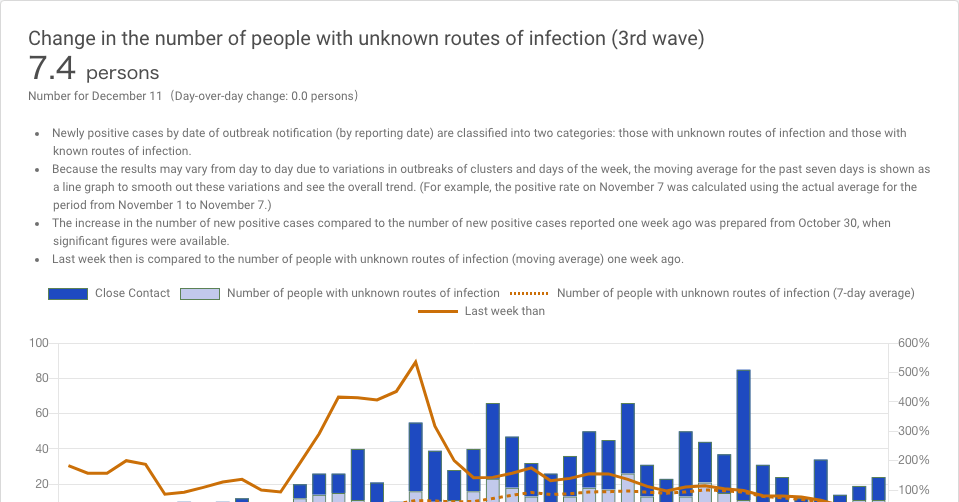 Change in the number of people with unknown routes of infection (3rd wave)
7.4 persons
Number for December 11 (Day-over-day change: 0.0 persons)
• Newly positive cases by date of outbreak notification (by reporting date) are classified into two categories: those with unknown routes of infection and those with
known routes of infection.
• Because the results may vary from day to day due to variations in outbreaks of clusters and days of the week, the moving average for the past seven days is shown as
a line graph to smooth out these variations and see the overall trend. (For example, the positive rate on November 7 was calculated using the actual average for the
period from November 1 to November 7.)
• The increase in the number of new positive cases compared to the number of new positive cases reported one week ago was prepared from October 30, when
significant figures were available.
• Last week then is compared to the number of people with unknown routes of infection (moving average) one week ago.
Close Contact Number of people with unknown routes of infection Number of people with unknown routes of infection (7-day average)
Last week than
100 600%
500%
80
400%
60
300%
40
200%
20 100%